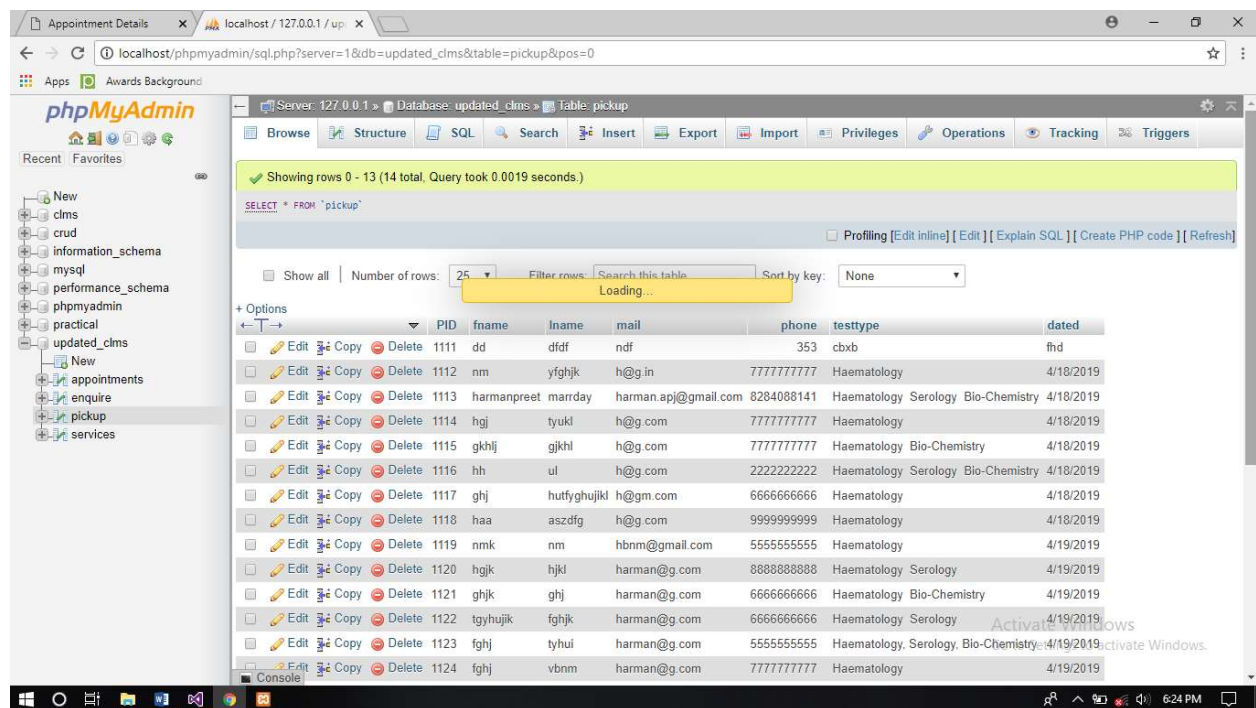 Appointment Details
localhost / 127.0.0.1 / up
localhost/phpmyadmin/sql.php?server=1&db=updated_clms&table=pickup&pos=0
Apps Awards Background
phpMyAdmin
Recent Favorites
New
clms
crud
information_schema
mysql
performance_schema
phpmyadmin
practical
updated_clms
New
appointments
enquire
pickup
services
Server: 127.0.0.1 » Database: updated_clms » Table: pickup
Browse Structure SQL Search Insert Export Import Privileges Operations Tracking Triggers
Showing rows 0 - 13 (14 total, Query took 0.0019 seconds.)
SELECT * FROM `pickup`
Profiling [Edit inline] [ Edit ] [ Explain SQL ] [ Create PHP code ] [ Refresh]
Show all | Number of rows: 25 Filter rows: Search this table Sort by key: None
Loading...
+ Options
←T→ PID fname lname mail phone testtype dated
Edit Copy Delete 1111 dd dfdf ndf 353 cbxb fhd
Edit Copy Delete 1112 nm yfghjk h@g.in 7777777777 Haematology 4/18/2019
Edit Copy Delete 1113 harmanpreet marrday harman.apj@gmail.com 8284088141 Haematology Serology Bio-Chemistry 4/18/2019
Edit Copy Delete 1114 hgj tyukl h@g.com 7777777777 Haematology 4/18/2019
Edit Copy Delete 1115 gkhlj gjkhl h@g.com 7777777777 Haematology Bio-Chemistry 4/18/2019
Edit Copy Delete 1116 hh ul h@g.com 2222222222 Haematology Serology Bio-Chemistry 4/18/2019
Edit Copy Delete 1117 ghj hutfyghujikl h@gm.com 6666666666 Haematology 4/18/2019
Edit Copy Delete 1118 haa aszdfg h@g.com 9999999999 Haematology 4/18/2019
Edit Copy Delete 1119 nmk nm hbnm@gmail.com 5555555555 Haematology 4/19/2019
Edit Copy Delete 1120 hgjk hjkl harman@g.com 8888888888 Haematology Serology 4/19/2019
Edit Copy Delete 1121 ghjk ghj harman@g.com 6666666666 Haematology Bio-Chemistry 4/19/2019
Edit Copy Delete 1122 tgyhujik fghjk harman@g.com 6666666666 Haematology Serology 4/19/2019
Edit Copy Delete 1123 fghj tyhui harman@g.com 5555555555 Haematology, Serology, Bio-Chemistry 4/19/2019
Edit Copy Delete 1124 fghj vbnm harman@g.com 7777777777 Haematology 4/19/2019
Activate Windows
activate Windows.
Console
6:24 PM